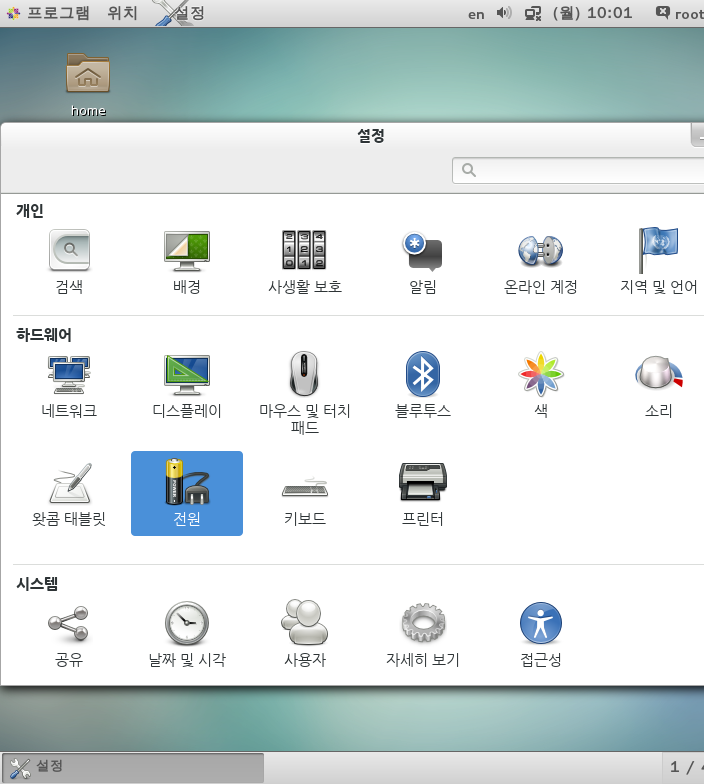 프로그램 위치 설정 en (월) 10:01 root
home
설정
개인
검색 배경 사생활 보호 알림 온라인 계정 지역 및 언어
하드웨어
네트워크 디스플레이 마우스 및 터치 블루투스 색 소리
패드
왓콤 태블릿 전원 키보드 프린터
시스템
공유 날짜 및 시각 사용자 자세히 보기 접근성
설정 1 /